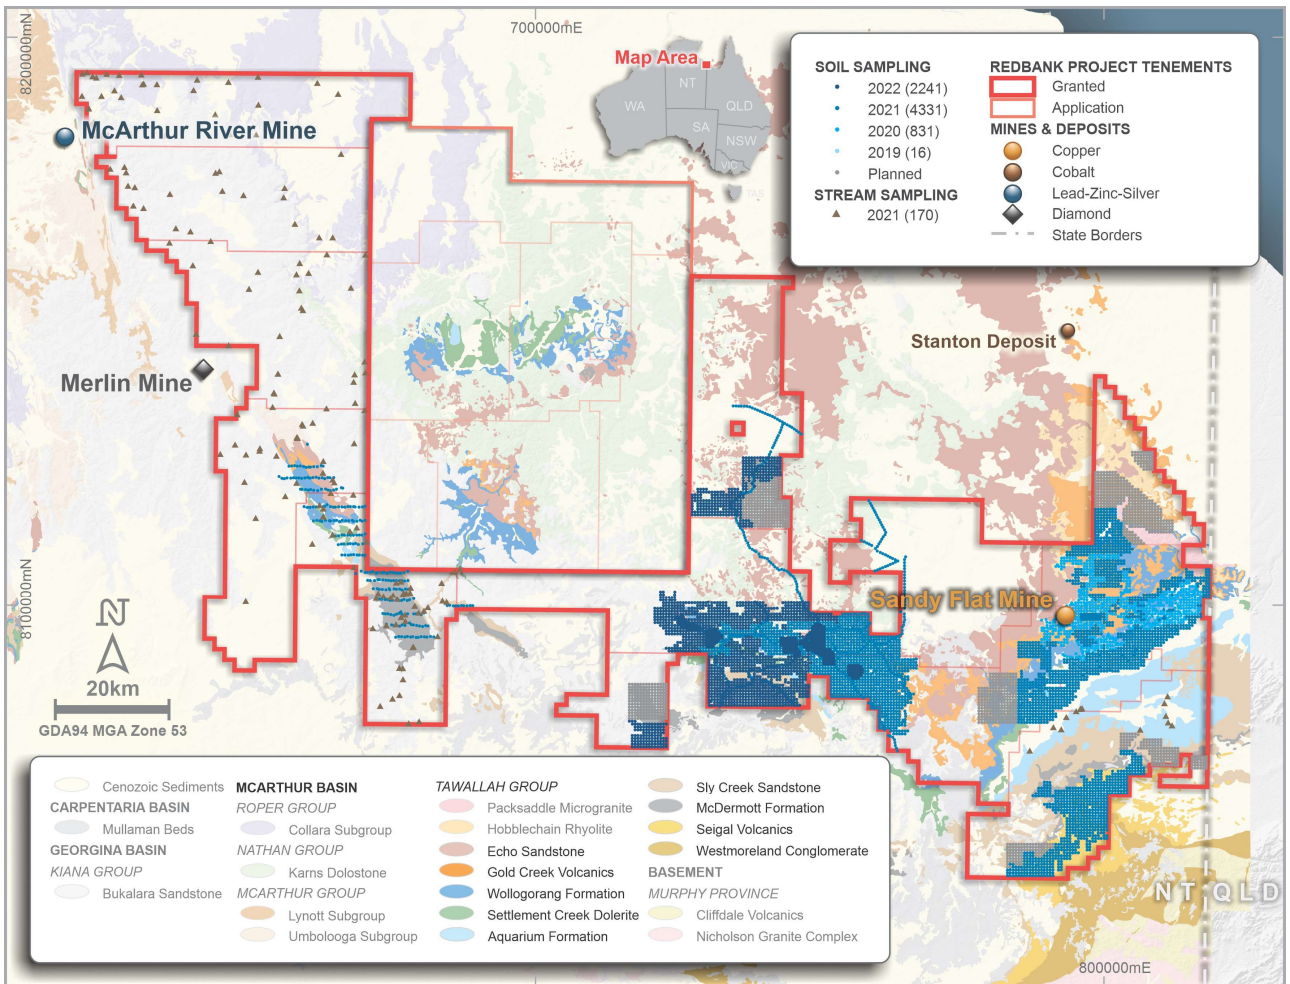 8200000mN
700000mE
Map Area
WA
NT
QLD
SA
NSW
VIC
TAS
SOIL SAMPLING
2022 (2241)
2021 (4331)
2020 (831)
2019 (16)
Planned
STREAM SAMPLING
2021 (170)
REDBANK PROJECT TENEMENTS
Granted
Application
MINES & DEPOSITS
Copper
Cobalt
Lead-Zinc-Silver
Diamond
State Borders
McArthur River Mine
Stanton Deposit
Merlin Mine
Sandy Flat Mine
8100000mN
N
20km
GDA94 MGA Zone 53
Cenozoic Sediments
CARPENTARIA BASIN
Mullaman Beds
GEORGINA BASIN
KIANA GROUP
Bukalara Sandstone
MCARTHUR BASIN
ROPER GROUP
Collara Subgroup
NATHAN GROUP
Karns Dolostone
MCARTHUR GROUP
Lynott Subgroup
Umbolooga Subgroup
TAWALLAH GROUP
Packsaddle Microgranite
Hobblechain Rhyolite
Echo Sandstone
Gold Creek Volcanics
Wollogorang Formation
Settlement Creek Dolerite
Aquarium Formation
Sly Creek Sandstone
McDermott Formation
Seigal Volcanics
Westmoreland Conglomerate
BASEMENT
MURPHY PROVINCE
Cliffdale Volcanics
Nicholson Granite Complex
NT QLD
800000mE